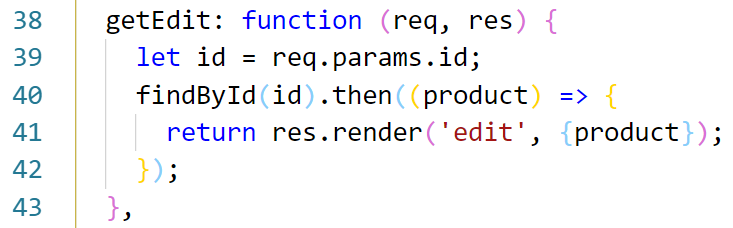 38 getEdit: function (req, res) {
39 let id = req.params.id;
40 findById(id).then((product) => {
41 return res.render('edit', {product});
42 });
43 },